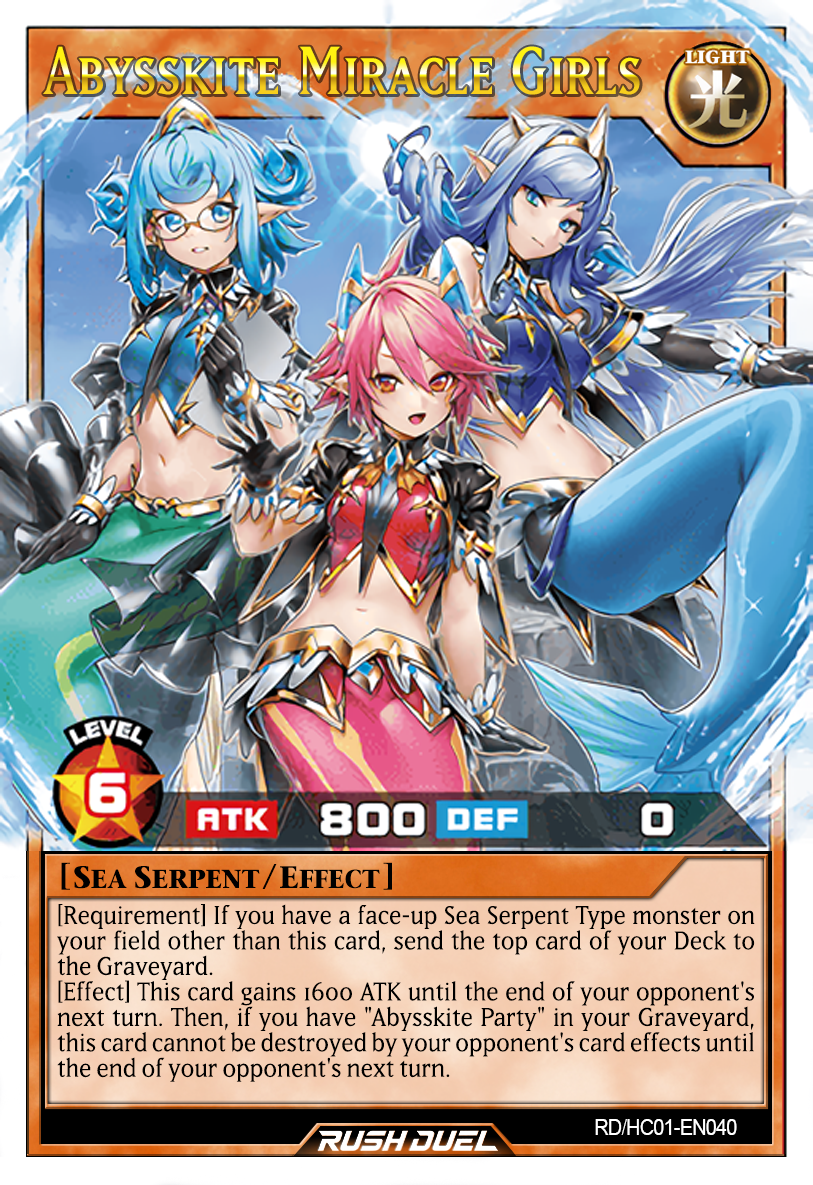 Abysskite Miracle Girls
LIGHT
光
LEVEL
6
ATK 800 DEF 0
[Sea Serpent/Effect]
[Requirement] If you have a face-up Sea Serpent Type monster on
your field other than this card, send the top card of your Deck to
the Graveyard.
[Effect] This card gains 1600 ATK until the end of your opponent's
next turn. Then, if you have "Abysskite Party" in your Graveyard,
this card cannot be destroyed by your opponent's card effects until
the end of your opponent's next turn.
RD/HC01-EN040
RUSH DUEL